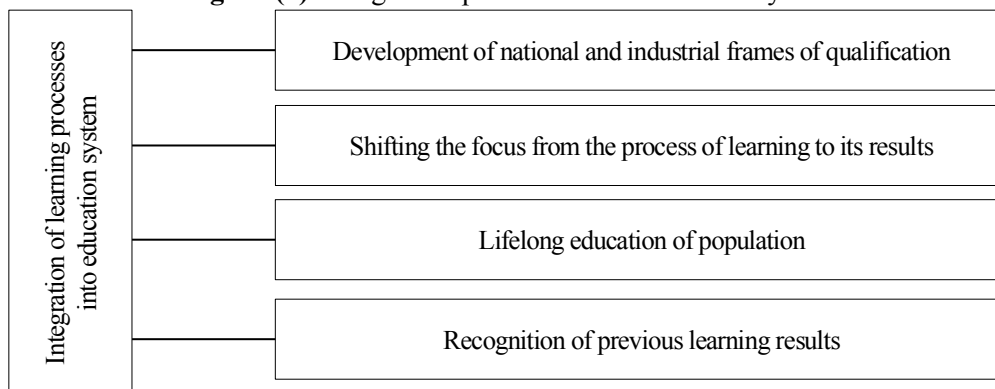 Development of national and industrial frames of qualification
Integration of learning processes
into education system
Shifting the focus from the process of learning to its results
Lifelong education of population
Recognition of previous learning results